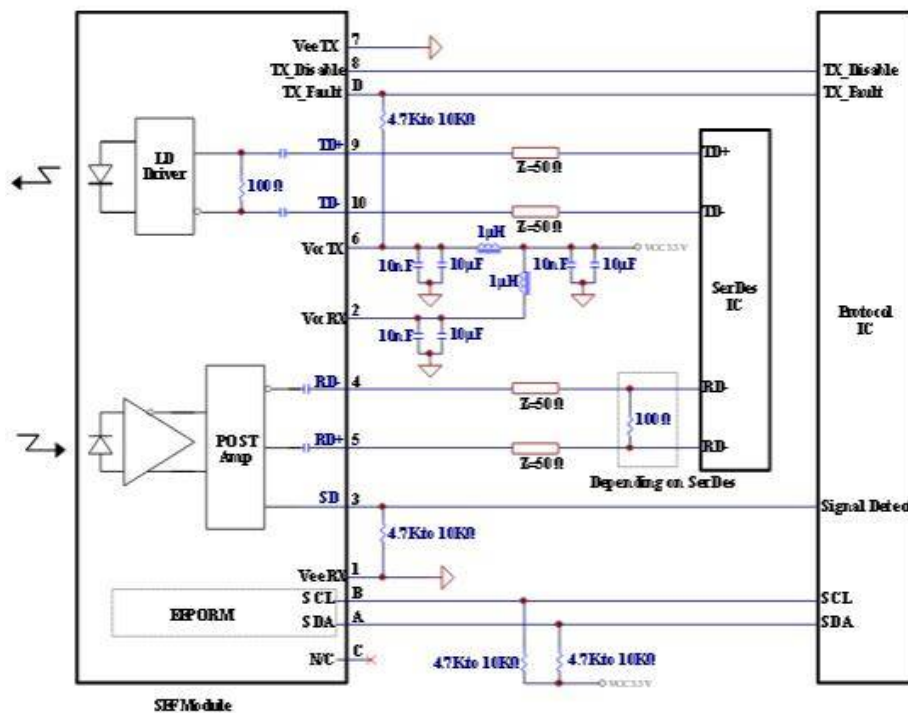 VeeTX 7
TX_Disable 8 TX_Disable
TX_Fault D TX_Fault
4.7K to 10KΩ
LD
Driver
100Ω
TD+ 9 Z=50Ω TD+
TD- 10 Z=50Ω TD-
1μH
VccTX 6 VCC3.3V
10nF 10μF 1μH 10nF 10μF
SerDes
IC
Protocol
IC
VccRX 2
10nF 10μF
RD- 4 Z=50Ω RD-
100Ω
POST
Amp
RD+ 5 Z=50Ω RD-
Depending on SerDes
SD 3 Signal Detect
4.7K to 10KΩ
VeeRX 1
EEPORM
SCL B SCL
SDA A SDA
N/C C
4.7K to 10KΩ 4.7K to 10KΩ
VCC3.3V
SFF Module